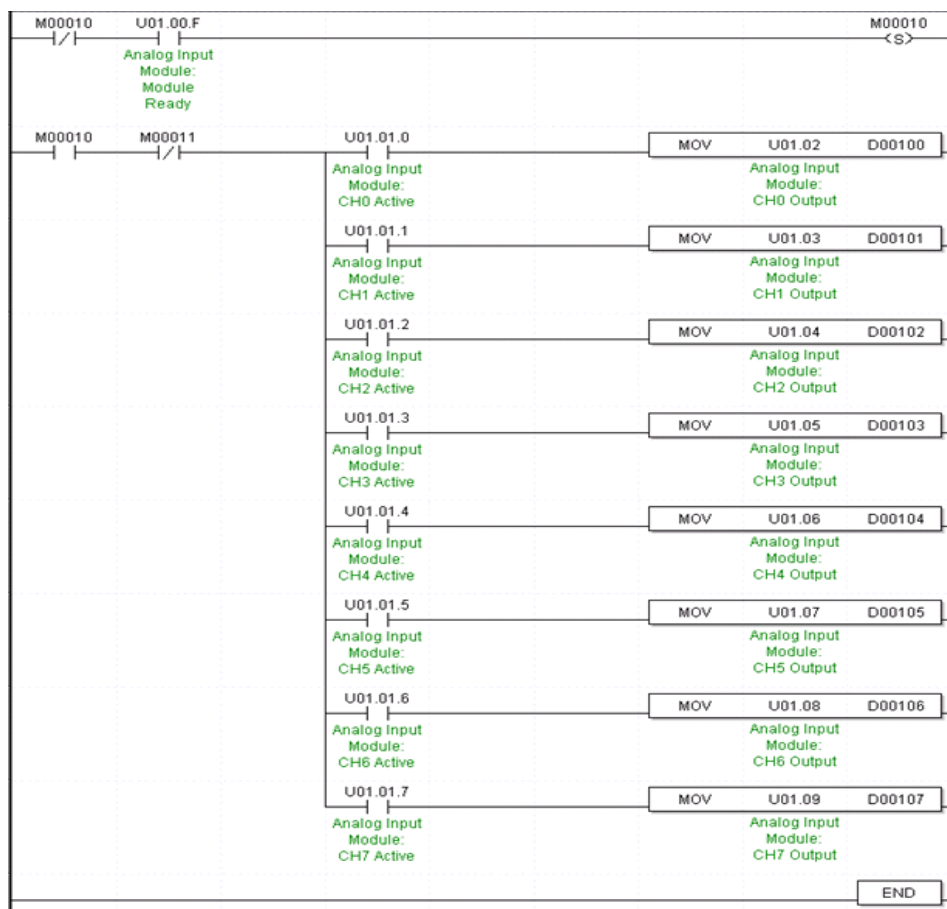 M00010 U01.00.F M00010
S
Analog Input
Module:
Module
Ready
M00010 M00011 U01.01.0 MOV U01.02 D00100
Analog Input Analog Input
Module: Module:
CH0 Active CH0 Output
U01.01.1 MOV U01.03 D00101
Analog Input Analog Input
Module: Module:
CH1 Active CH1 Output
U01.01.2 MOV U01.04 D00102
Analog Input Analog Input
Module: Module:
CH2 Active CH2 Output
U01.01.3 MOV U01.05 D00103
Analog Input Analog Input
Module: Module:
CH3 Active CH3 Output
U01.01.4 MOV U01.06 D00104
Analog Input Analog Input
Module: Module:
CH4 Active CH4 Output
U01.01.5 MOV U01.07 D00105
Analog Input Analog Input
Module: Module:
CH5 Active CH5 Output
U01.01.6 MOV U01.08 D00106
Analog Input Analog Input
Module: Module:
CH6 Active CH6 Output
U01.01.7 MOV U01.09 D00107
Analog Input Analog Input
Module: Module:
CH7 Active CH7 Output
END